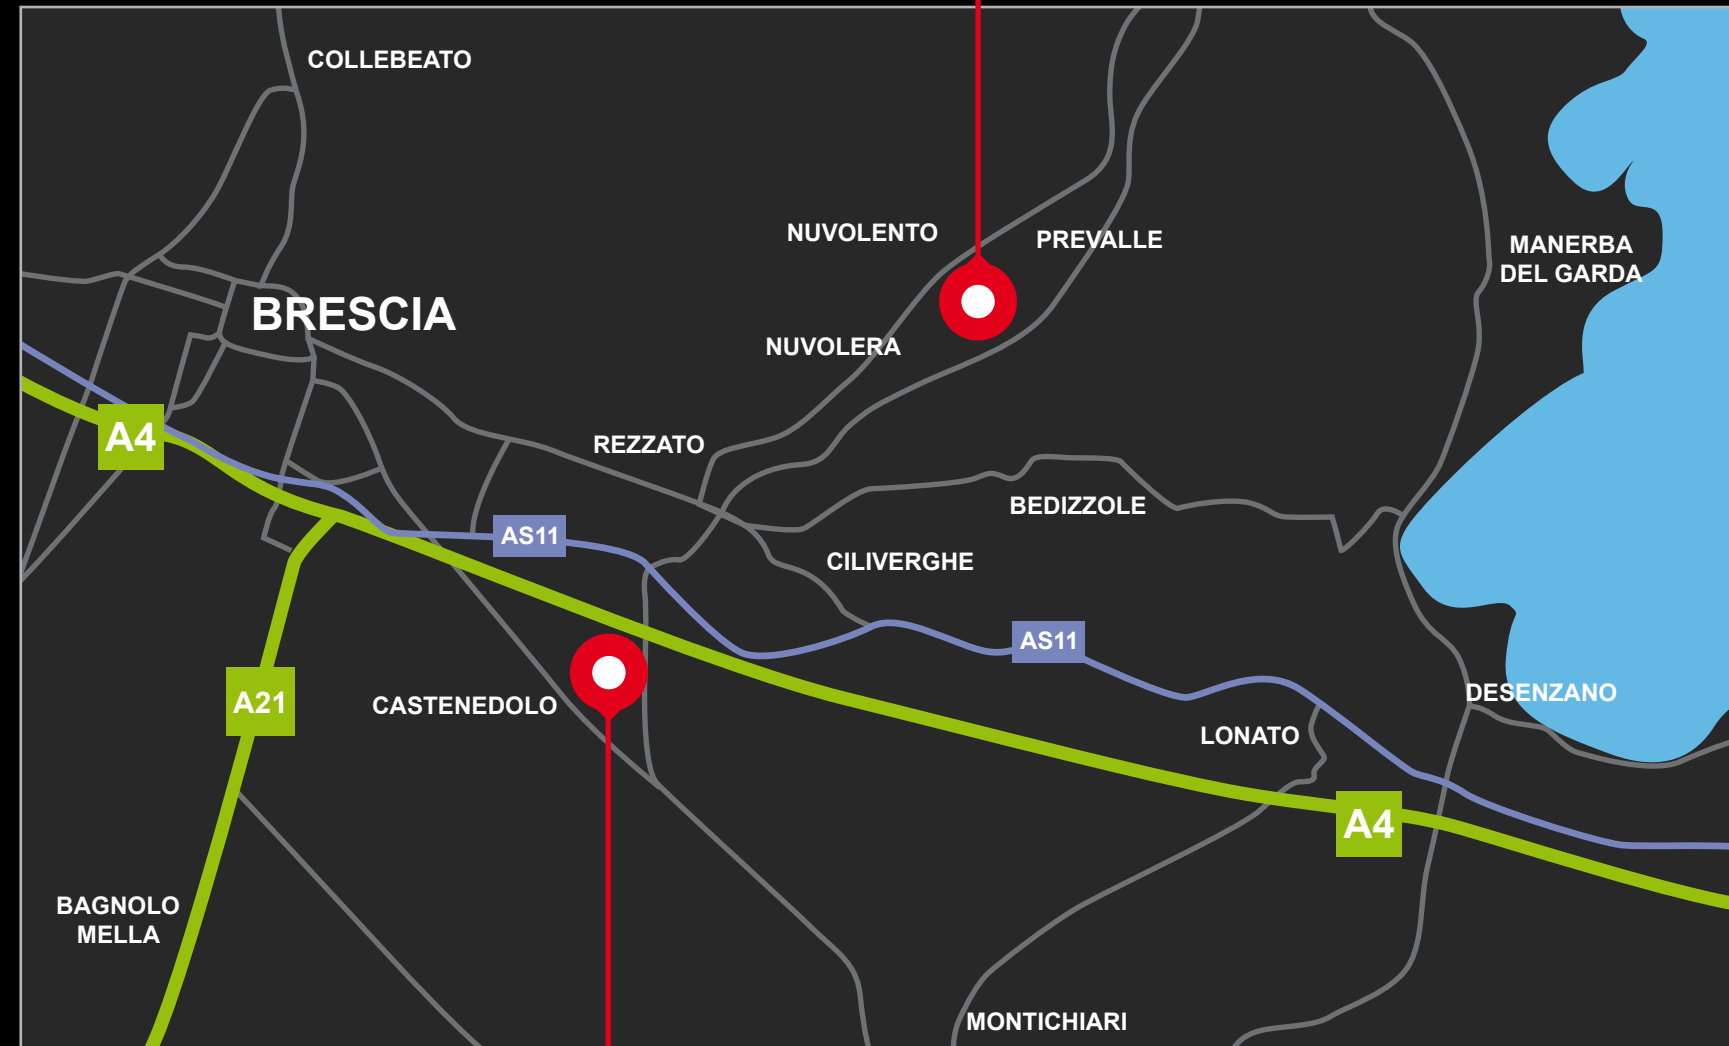 COLLEBEATO
NUVOLENTO
PREVALLE
MANERBA
DEL GARDA
BRESCIA
NUVOLERA
A4
REZZATO
BEDIZZOLE
AS11
CILIVERGHE
AS11
A21
CASTENEDOLO
DESENZANO
LONATO
A4
BAGNOLO
MELLA
MONTICHIARI